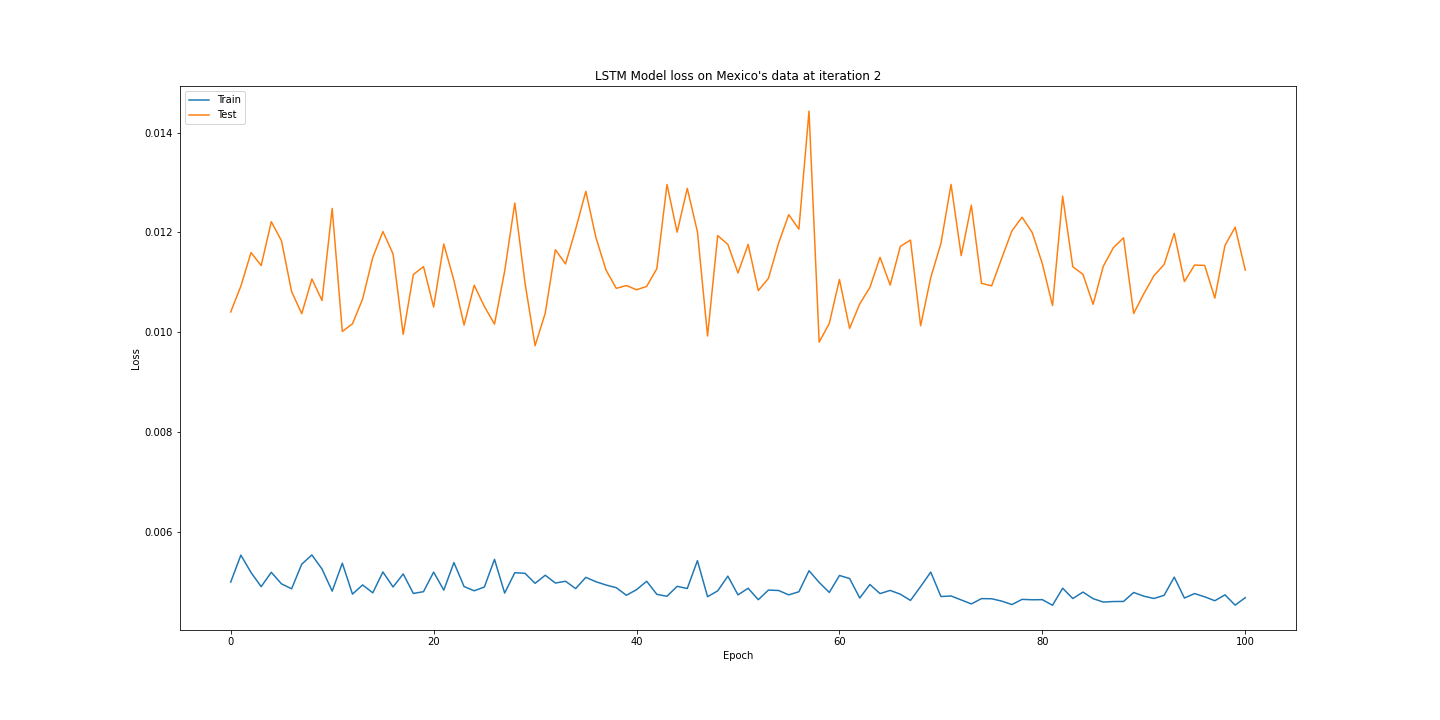 LSTM Model loss on Mexico's data at iteration 2
Train
Test
0.014
0.012
0.010
0.008
0.006
Loss
0 20 40 60 80 100
Epoch